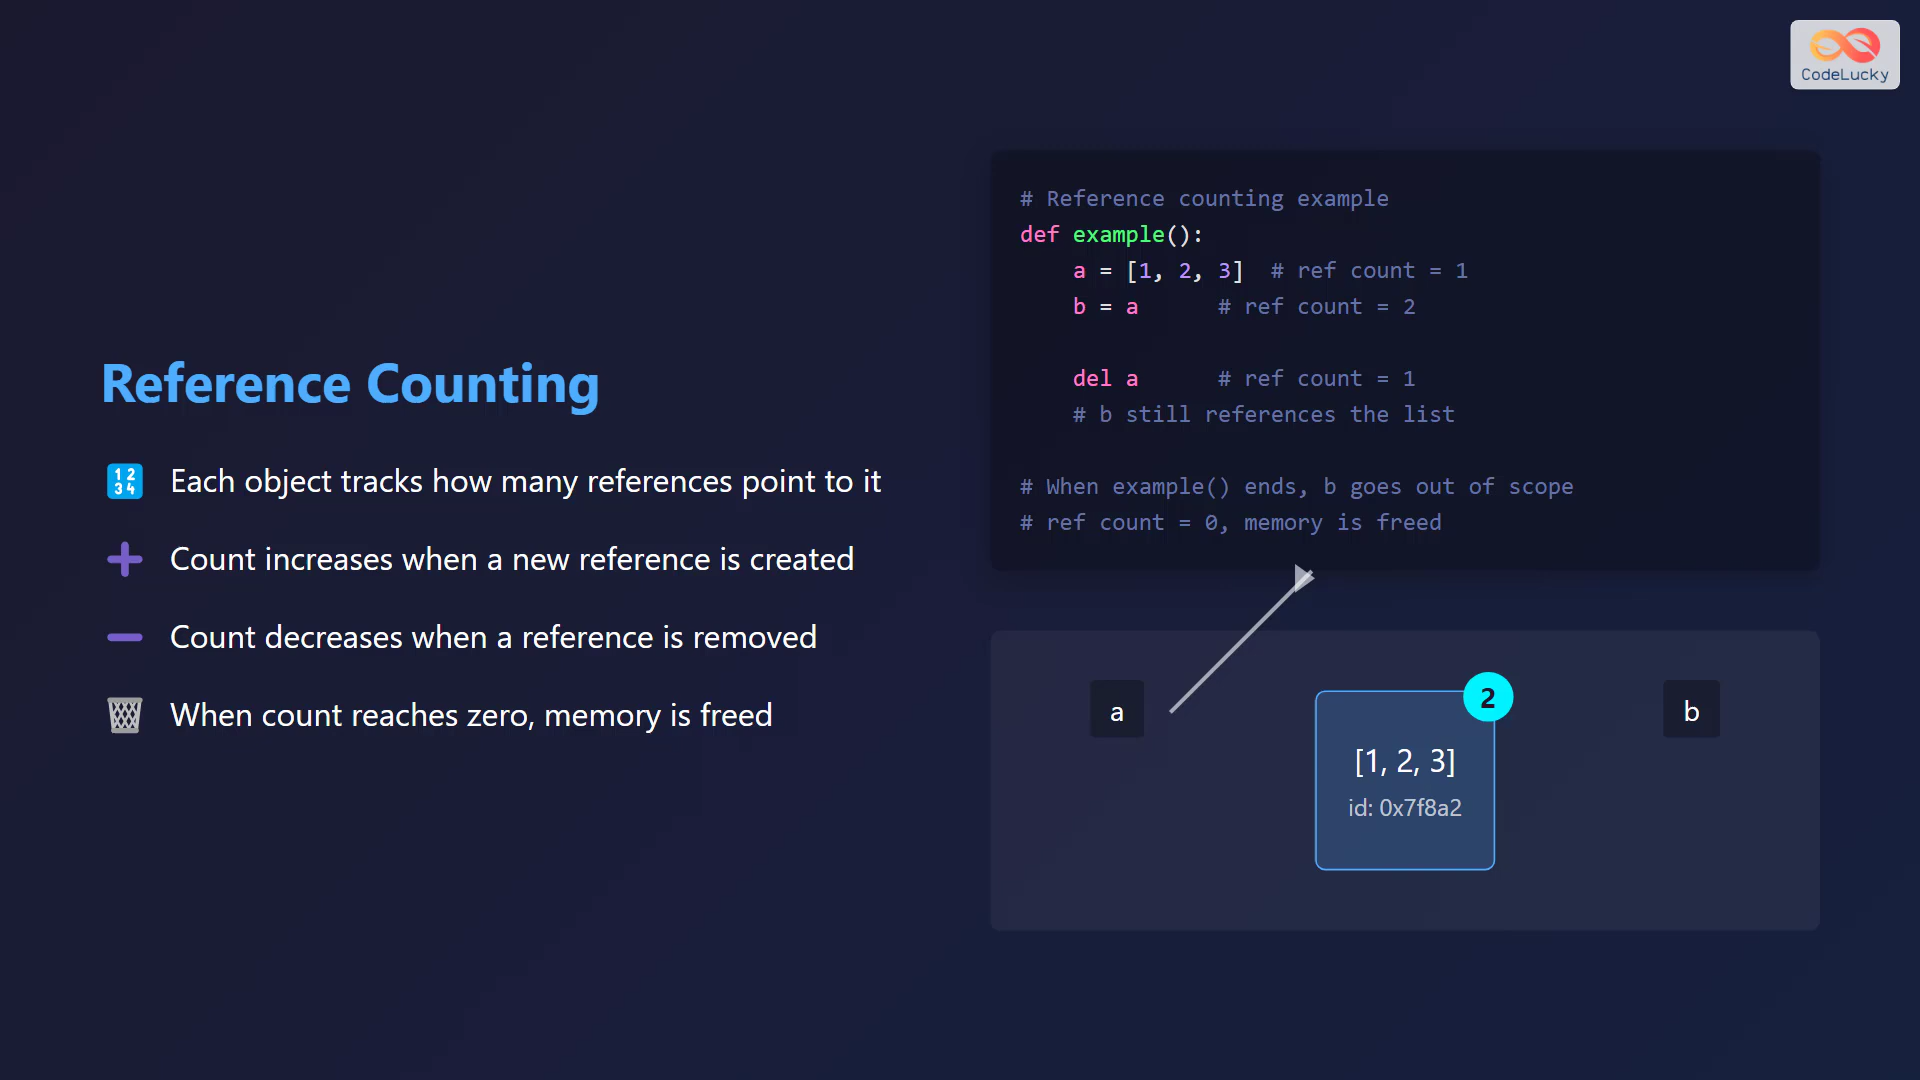 CodeLucky
Reference Counting
Each object tracks how many references point to it
Count increases when a new reference is created
Count decreases when a reference is removed
When count reaches zero, memory is freed
# Reference counting example
def example():
    a = [1, 2, 3]  # ref count = 1
    b = a      # ref count = 2
    del a      # ref count = 1
    # b still references the list
# When example() ends, b goes out of scope
# ref count = 0, memory is freed
a
2
[1, 2, 3]
id: 0x7f8a2
b